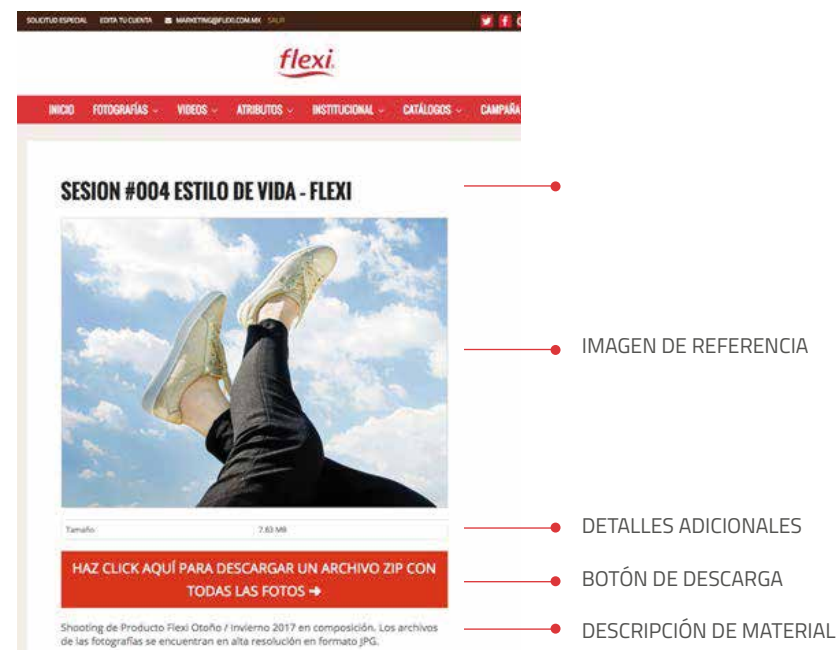 SOLICITUD ESPECIAL EDITA TU CUENTA MARKETING@FLEXI.COM.MX SALIR
flexi
INICIO FOTOGRAFÍAS VIDEOS ATRIBUTOS INSTITUCIONAL CATÁLOGOS CAMPAÑA
SESION #004 ESTILO DE VIDA - FLEXI
IMAGEN DE REFERENCIA
Tamaño 7.83 MB
DETALLES ADICIONALES
HAZ CLICK AQUÍ PARA DESCARGAR UN ARCHIVO ZIP CON
TODAS LAS FOTOS
BOTÓN DE DESCARGA
Shooting de Producto Flexi Otoño / Invierno 2017 en composición. Los archivos
de las fotografías se encuentran en alta resolución en formato JPG.
DESCRIPCIÓN DE MATERIAL